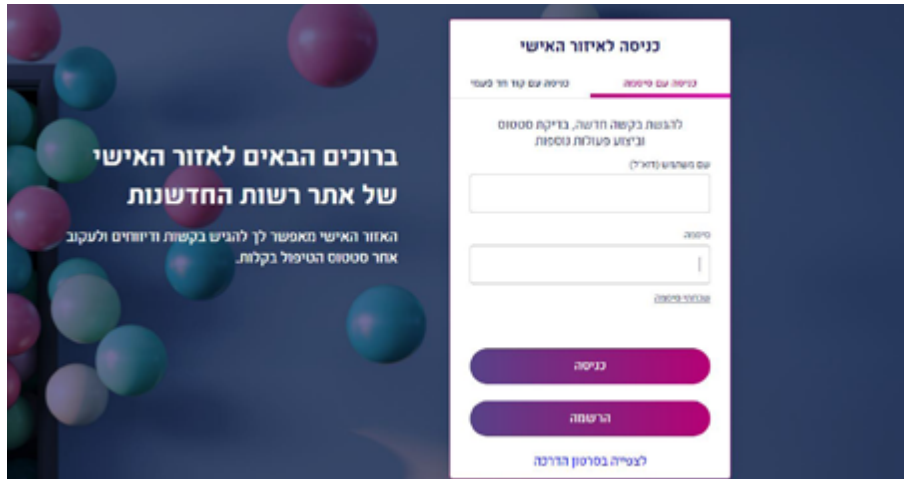 ברוכים הבאים לאזור האישי
של אתר רשות החדשנות
האזור האישי מאפשר לך להגיש בקשות ודיווחים ולעקוב
אחר סטטוס הטיפול בקלות.
כניסה לאיזור האישי
כניסה עם סיסמה
כניסה עם קוד חד פעמי
להגשת בקשה חדשה, בדיקת סטטוס
וביצוע פעולות נוספות
שם משתמש (דוא"ל)
סיסמה
שכחתי סיסמה
כניסה
הרשמה
לצפייה בסרטון הדרכה